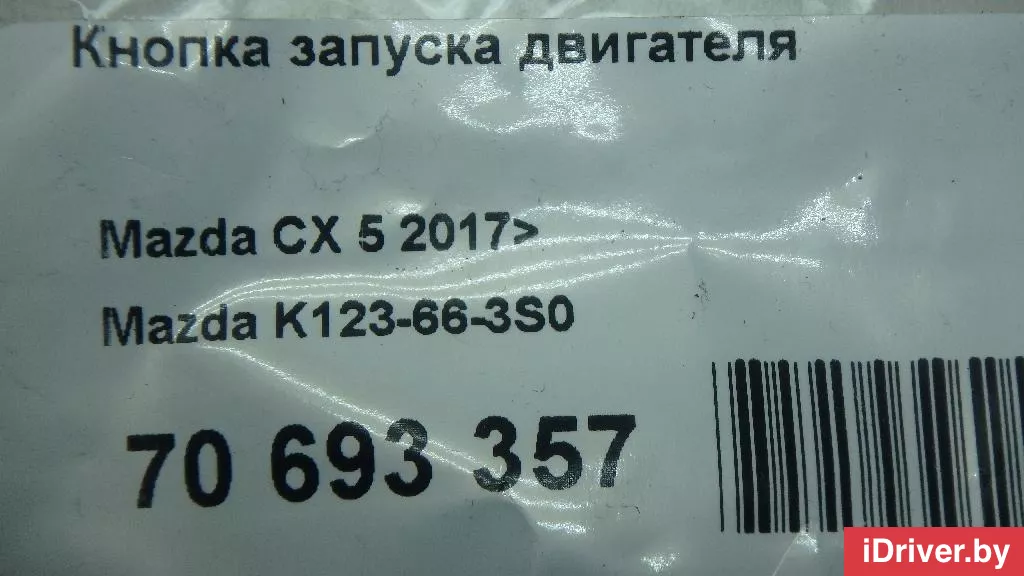 Кнопка запуска двигателя
Mazda CX 5 2017>
Mazda K123-66-3S0
70 693 357
iDriver.by